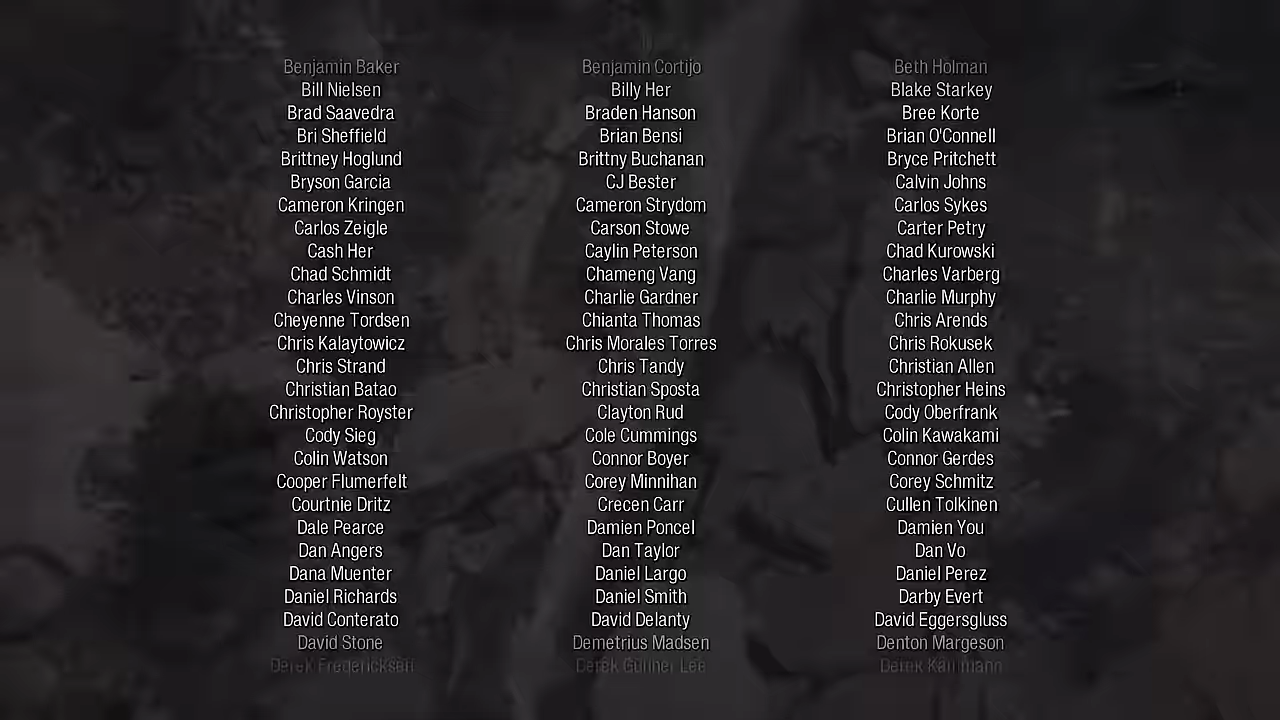 Benjamin Baker Benjamin Cortijo Beth Holman
Bill Nielsen Billy Her Blake Starkey
Brad Saavedra Braden Hanson Bree Korte
Bri Sheffield Brian Bensi Brian O'Connell
Brittney Hoglund Brittny Buchanan Bryce Pritchett
Bryson Garcia CJ Bester Calvin Johns
Cameron Kringen Cameron Strydom Carlos Sykes
Carlos Zeigle Carson Stowe Carter Petry
Cash Her Caylin Peterson Chad Kurowski
Chad Schmidt Chameng Vang Charles Varberg
Charles Vinson Charlie Gardner Charlie Murphy
Cheyenne Tordsen Chianta Thomas Chris Arends
Chris Kalaytowicz Chris Morales Torres Chris Rokusek
Chris Strand Chris Tandy Christian Allen
Christian Batao Christian Sposta Christopher Heins
Christopher Royster Clayton Rud Cody Oberfrank
Cody Sieg Cole Cummings Colin Kawakami
Colin Watson Connor Boyer Connor Gerdes
Cooper Flumerfelt Corey Minnihan Corey Schmitz
Courtnie Dritz Crecen Carr Cullen Tolkinen
Dale Pearce Damien Poncel Damien You
Dan Angers Dan Taylor Dan Vo
Dana Muenter Daniel Largo Daniel Perez
Daniel Richards Daniel Smith Darby Evert
David Conterato David Delanty David Eggersgluss
David Stone Demetrius Madsen Denton Margeson
Derek Fredericksen Derek Gunner Lee Derek